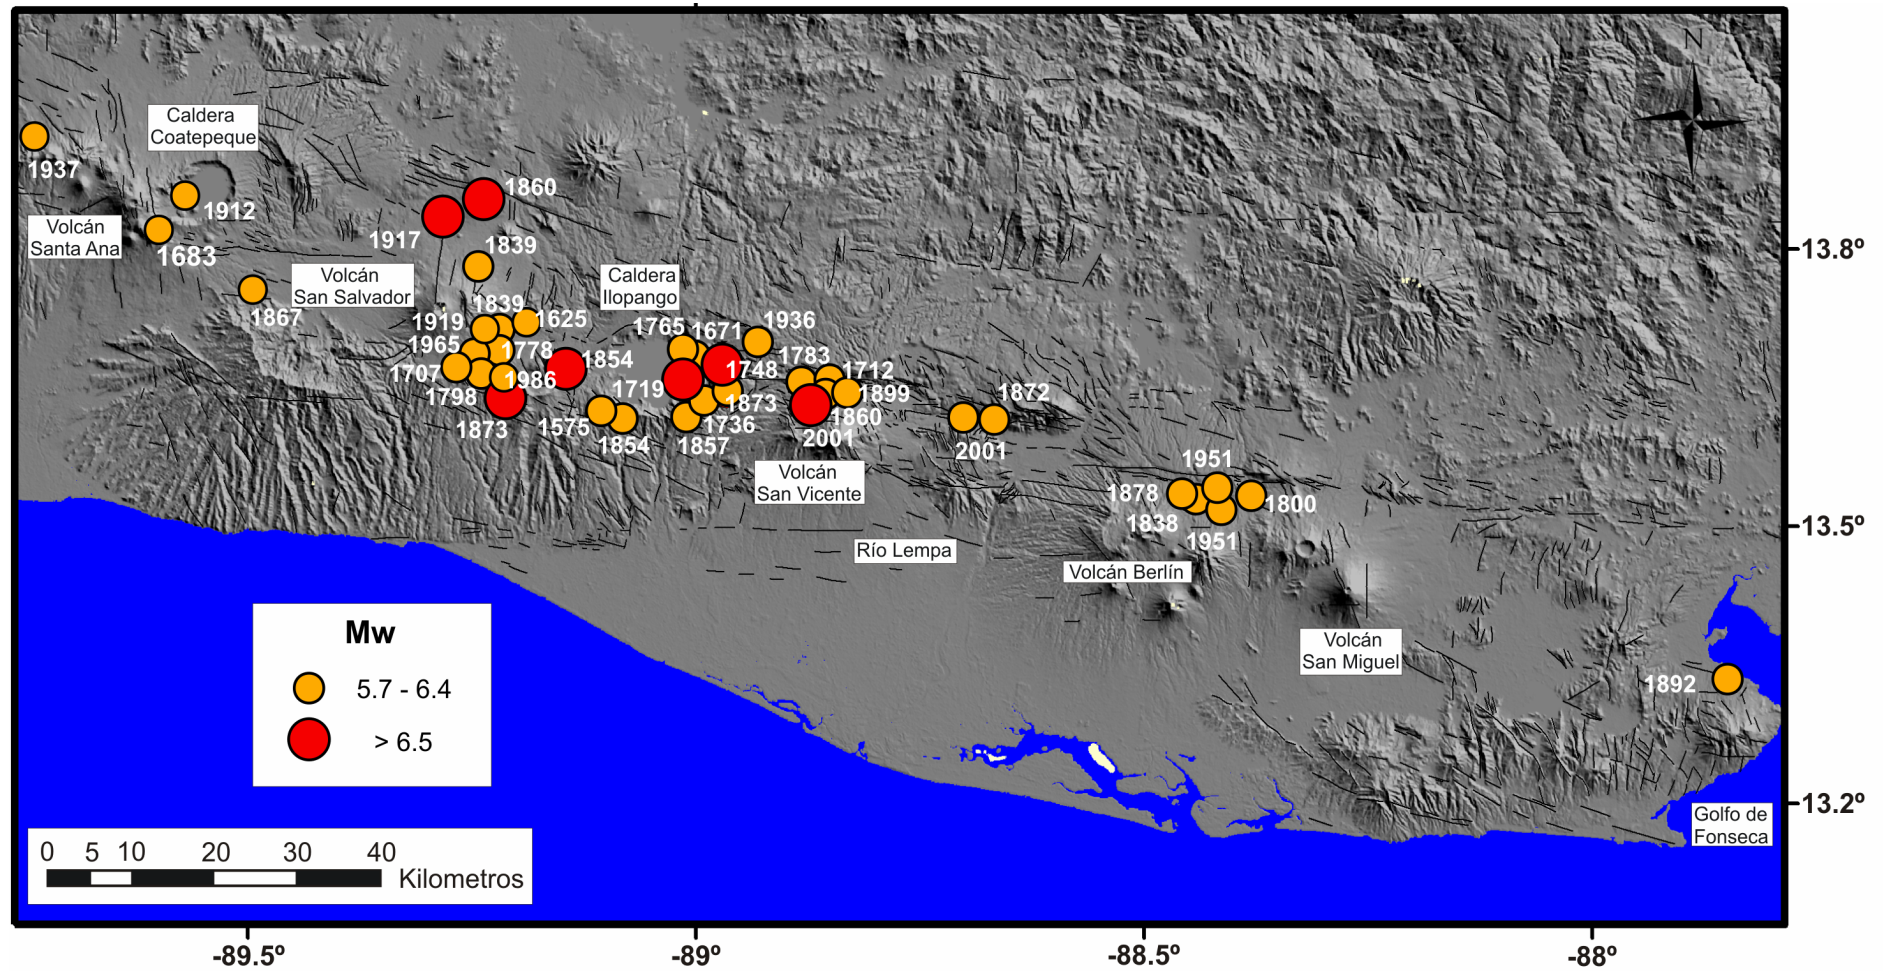 N
Caldera
Coatepeque
1937
1912
Volcán
Santa Ana
1683
1860
1917
1839
13.8º
Volcán
San Salvador
Caldera
Ilopango
1867
1839
1919
1625
1765
1671
1936
1965
1778
1854
1783
1707
1986
1719
1748
1712
1798
1873
1899
1872
1873
1575
1854
1736
1860
1857
2001
2001
Volcán
San Vicente
1951
1878
1800
1838
1951
13.5º
Río Lempa
Volcán Berlín
Volcán
San Miguel
1892
Mw
5.7 - 6.4
> 6.5
13.2º
Golfo de
Fonseca
0 5 10 20 30 40
Kilometros
-89.5º -89º -88.5º -88º